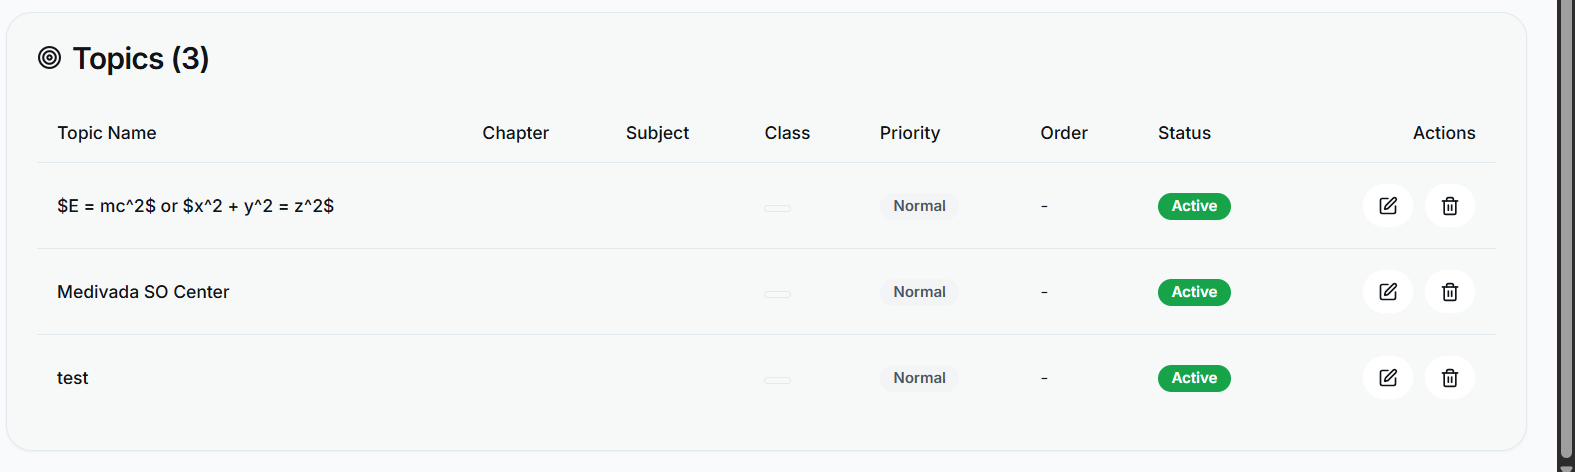 Topics (3)
Topic Name Chapter Subject Class Priority Order Status Actions
$E = mc^2$ or $x^2 + y^2 = z^2$ Normal - Active
Medivada SO Center Normal - Active
test Normal - Active